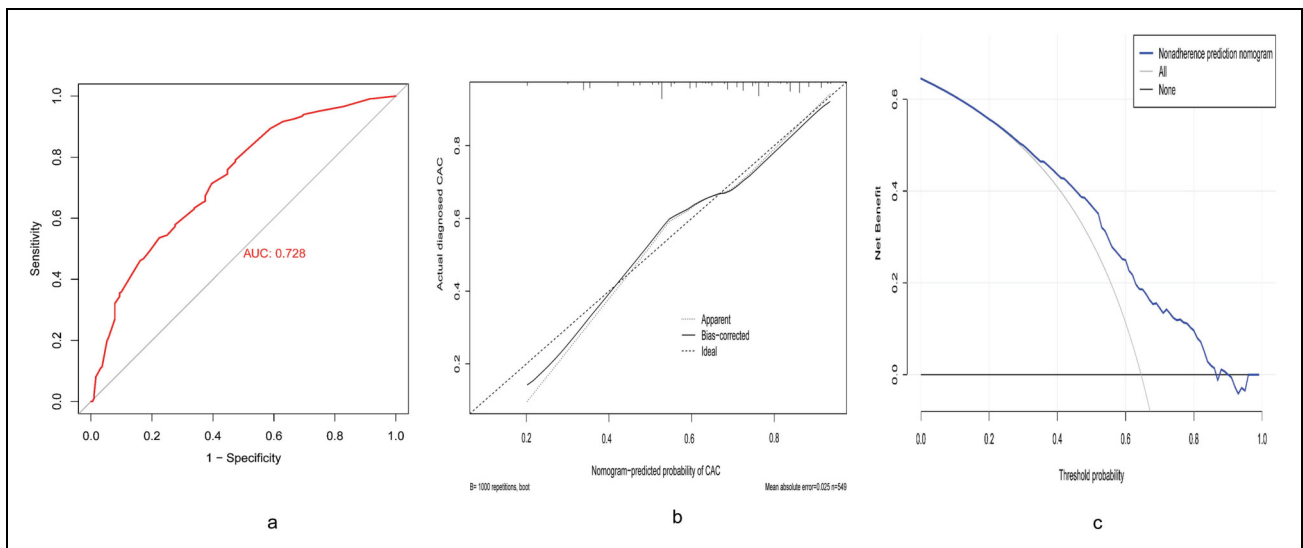 1.0
0.8
0.6
0.4
0.2
0.0
Sensitivity
AUC: 0.728
0.0 0.2 0.4 0.6 0.8 1.0
1 − Specificity
a
0.8
0.6
0.4
0.2
Actual diagnosed CAC
Apparent
Bias-corrected
Ideal
0.2 0.4 0.6 0.8
Nomogram-predicted probability of CAC
B= 1000 repetitions, boot
Mean absolute error=0.025 n=549
b
Nonadherence prediction nomogram
All
None
0.6
0.4
0.2
0.0
Net Benefit
0.0 0.2 0.4 0.6 0.8 1.0
Threshold probability
c